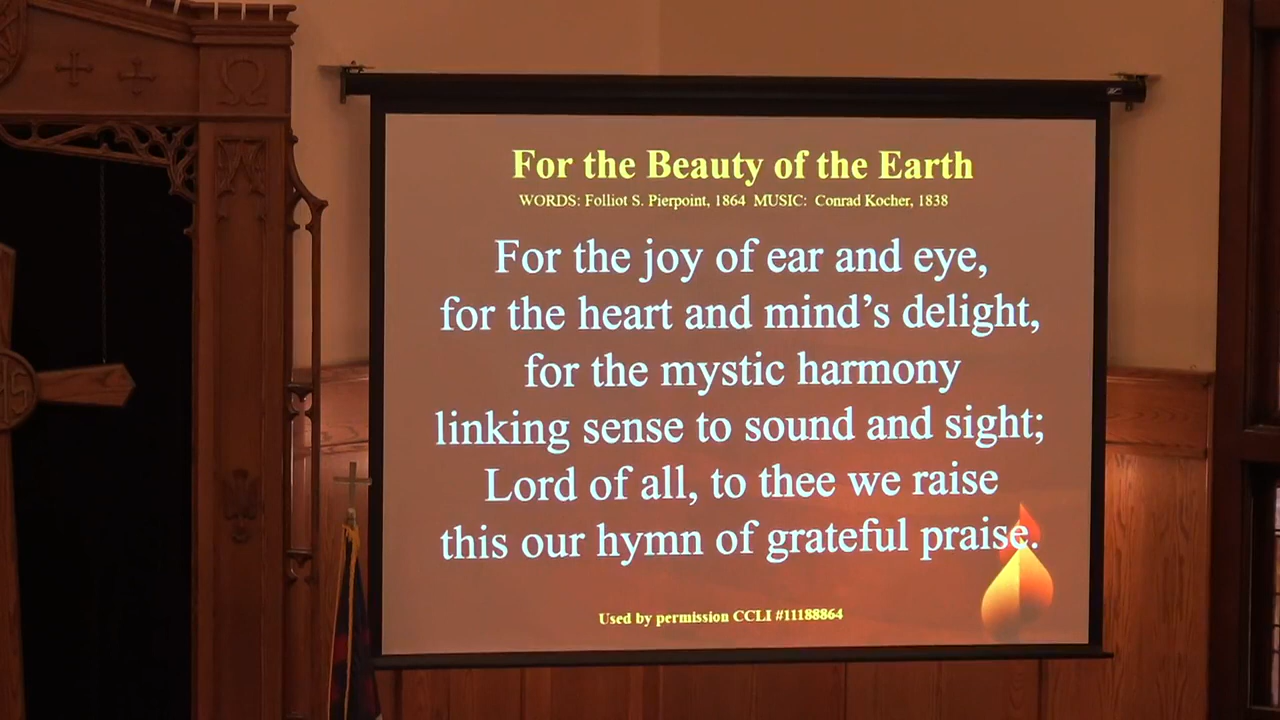 For the Beauty of the Earth
WORDS: Folliot S. Pierpoint, 1864 MUSIC: Conrad Kocher, 1838
For the joy of ear and eye,
for the heart and mind’s delight,
for the mystic harmony
linking sense to sound and sight;
Lord of all, to thee we raise
this our hymn of grateful praise.
Used by permission CCLI #11188864
Ω
IHS